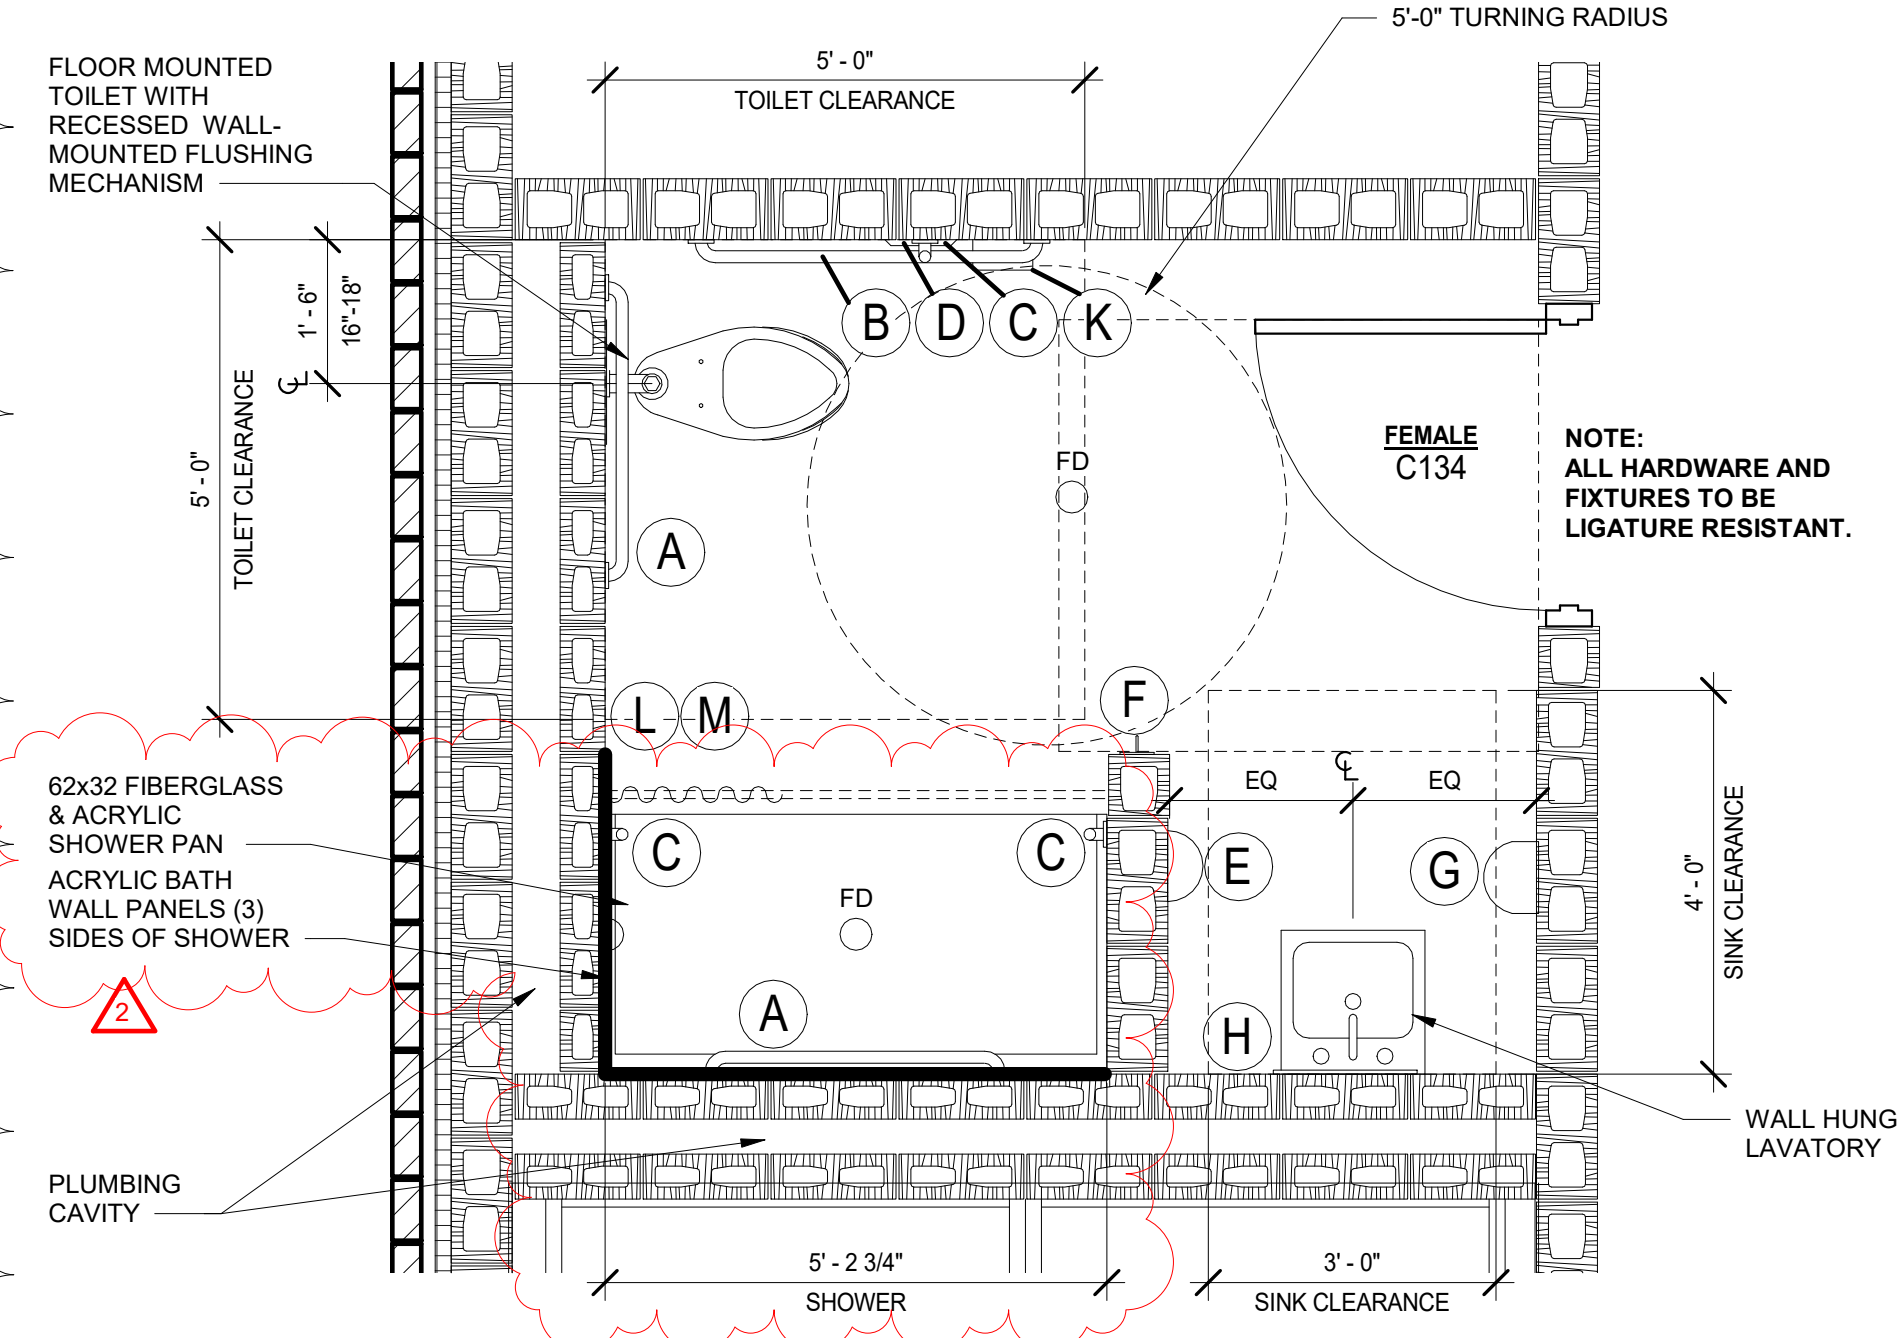 5'-0" TURNING RADIUS
FLOOR MOUNTED
TOILET WITH
RECESSED WALL-
MOUNTED FLUSHING
MECHANISM
5' - 0"
TOILET CLEARANCE
1' - 6"
16"-18"
5' - 0"
TOILET CLEARANCE
B D C K
A
FD
FEMALE
C134
NOTE:
ALL HARDWARE AND
FIXTURES TO BE
LIGATURE RESISTANT.
L M
F
62x32 FIBERGLASS
& ACRYLIC
SHOWER PAN
ACRYLIC BATH
WALL PANELS (3)
SIDES OF SHOWER
2
EQ
EQ
C
C
FD
A
E
G
H
4' - 0"
SINK CLEARANCE
WALL HUNG
LAVATORY
PLUMBING
CAVITY
5' - 2 3/4"
SHOWER
3' - 0"
SINK CLEARANCE